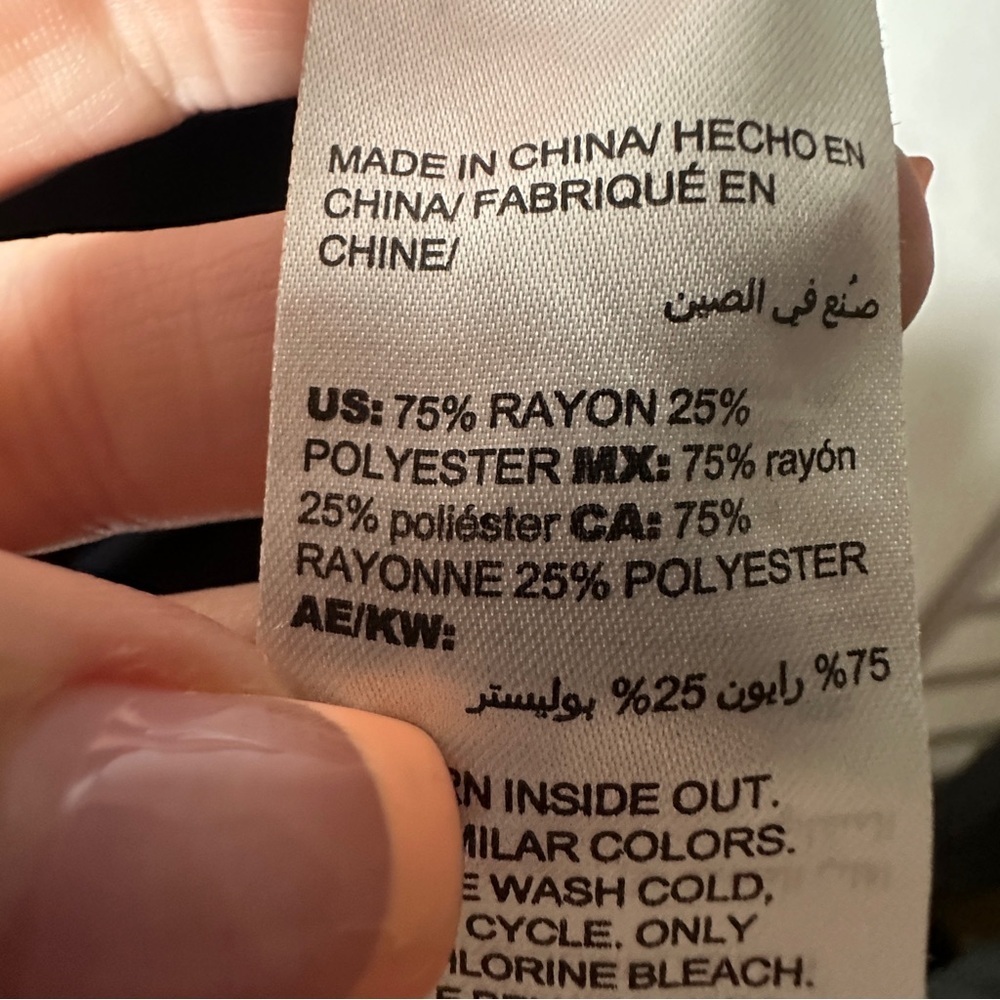 MADE IN CHINA/ HECHO EN
CHINA/ FABRIQUÉ EN
CHINE/
صُنع في الصين
US: 75% RAYON 25%
POLYESTER MX: 75% rayón
25% poliéster CA: 75%
RAYONNE 25% POLYESTER
AE/KW:
75% رايون 25% بوليستر
INSIDE OUT.
COLORS.
WASH COLD,
CYCLE. ONLY
BLEACH.